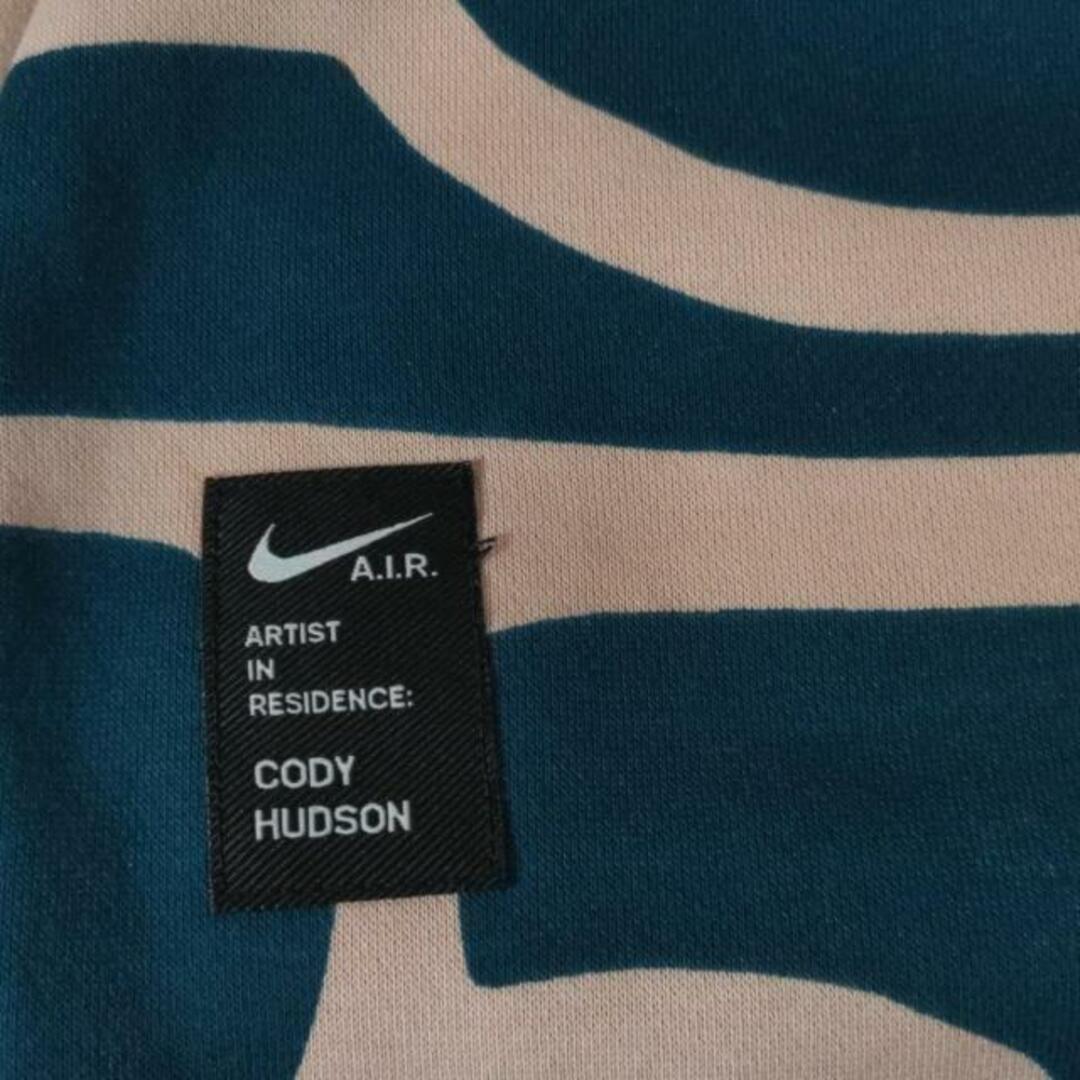 A.I.R.
ARTIST
IN
RESIDENCE:
CODY
HUDSON